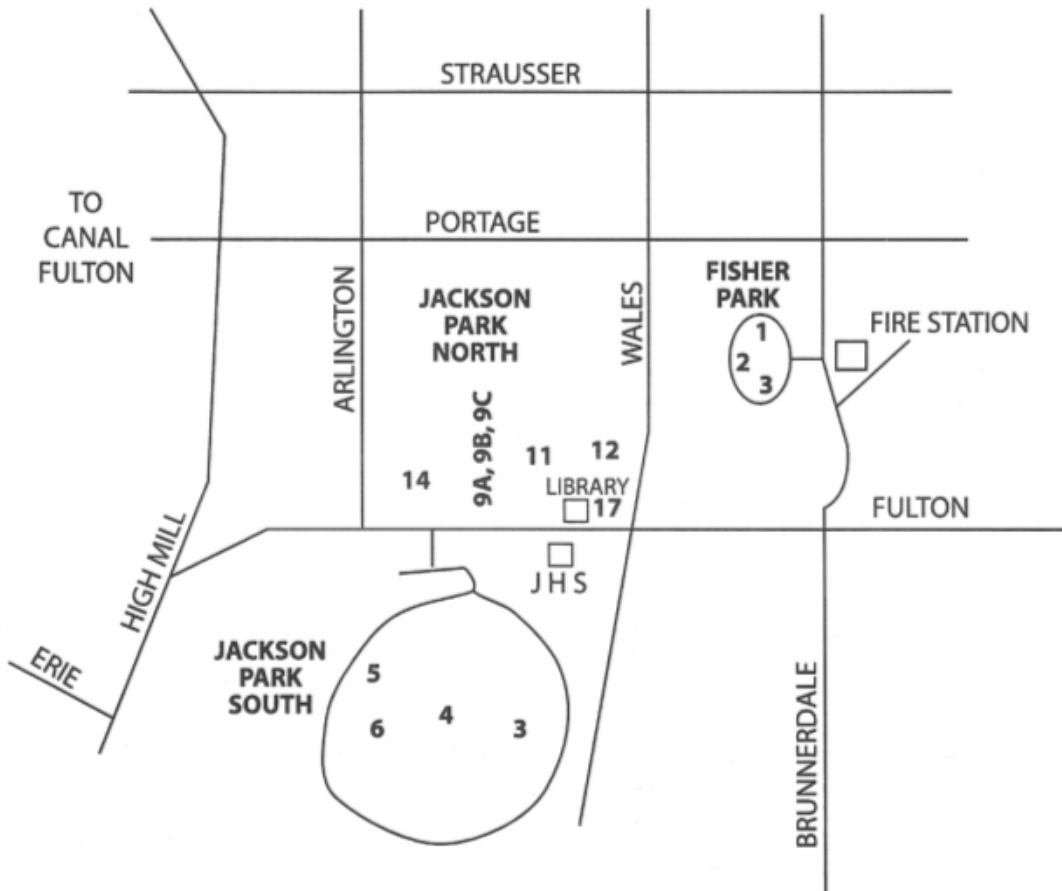 STRAUSSER
TO
CANAL
FULTON
PORTAGE
ARLINGTON
JACKSON
PARK
NORTH
WALES
FISHER
PARK
1
2
3
FIRE STATION
9A, 9B, 9C
14
11
12
LIBRARY
17
FULTON
HIGH MILL
J H S
ERIE
JACKSON
PARK
SOUTH
5
6
4
3
BRUNNERDALE